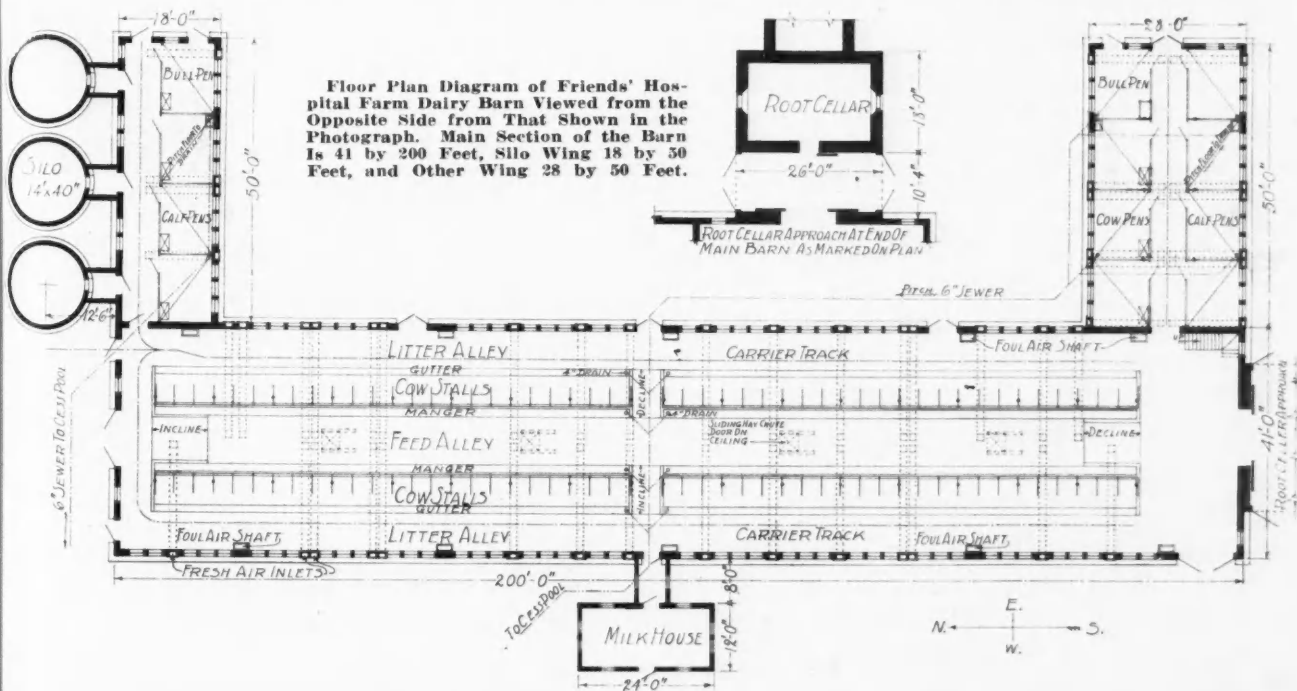 18'-0"
BULL PEN
SILO
14'x40"
CALF PENS
50'-0"
12'6"
Floor Plan Diagram of Friends' Hos-
pital Farm Dairy Barn Viewed from the
Opposite Side from That Shown in the
Photograph. Main Section of the Barn
Is 41 by 200 Feet, Silo Wing 18 by 50
Feet, and Other Wing 28 by 50 Feet.
ROOT CELLAR
18'-0"
26'-0"
10'-4"
ROOT CELLAR APPROACH AT END OF
MAIN BARN AS MARKED ON PLAN
28'-0"
BULL PEN
COW PENS
CALF PENS
50'-0"
PITCH 6" JEWER
LITTER ALLEY
CARRIER TRACK
FOUL AIR SHAFT
GUTTER
4" DRAIN
COW STALLS
DECLINE
MANGER
4" DRAIN
INCLINE
FEED ALLEY
SLIDING HAY CHUTE
DOOR ON
CEILING
DECLINE
MANGER
INCLINE
COW STALLS
GUTTER
6" JEWER TO CESS POOL
41'-0"
ROOT CELLAR APPROACH
FOUL AIR SHAFT
LITTER ALLEY
CARRIER TRACK
FOUL AIR SHAFT
FRESH AIR INLETS
200'-0"
TO CESS POOL
8'-0"
MILK HOUSE
12'-0"
24'-0"
E.
N.
S.
W.